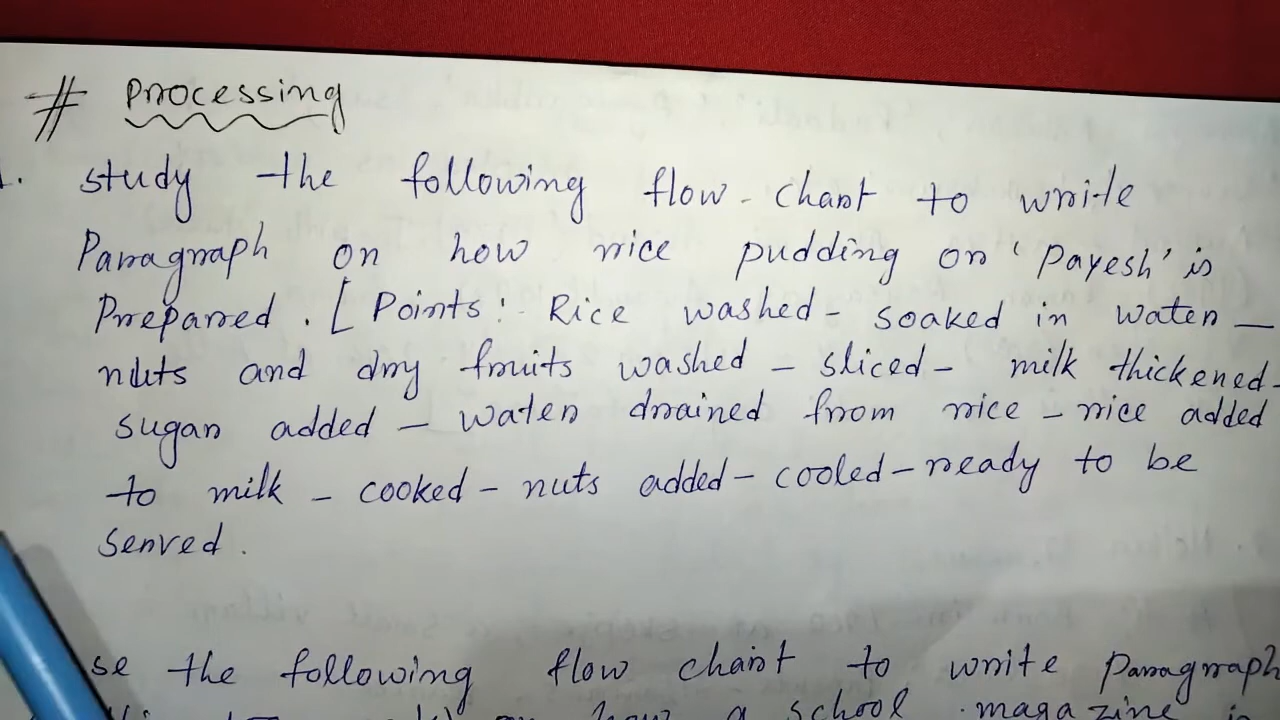 # Processing
1. study the following flow - chart to write
Paragraph on how rice pudding or 'Payesh' is
Prepared. [ Points: Rice washed - soaked in water -
nuts and dry fruits washed - sliced - milk thickened -
sugar added - water drained from rice - rice added
to milk - cooked - nuts added - cooled - ready to be
served.
se the following flow chart to write Paragraph
a school magazine